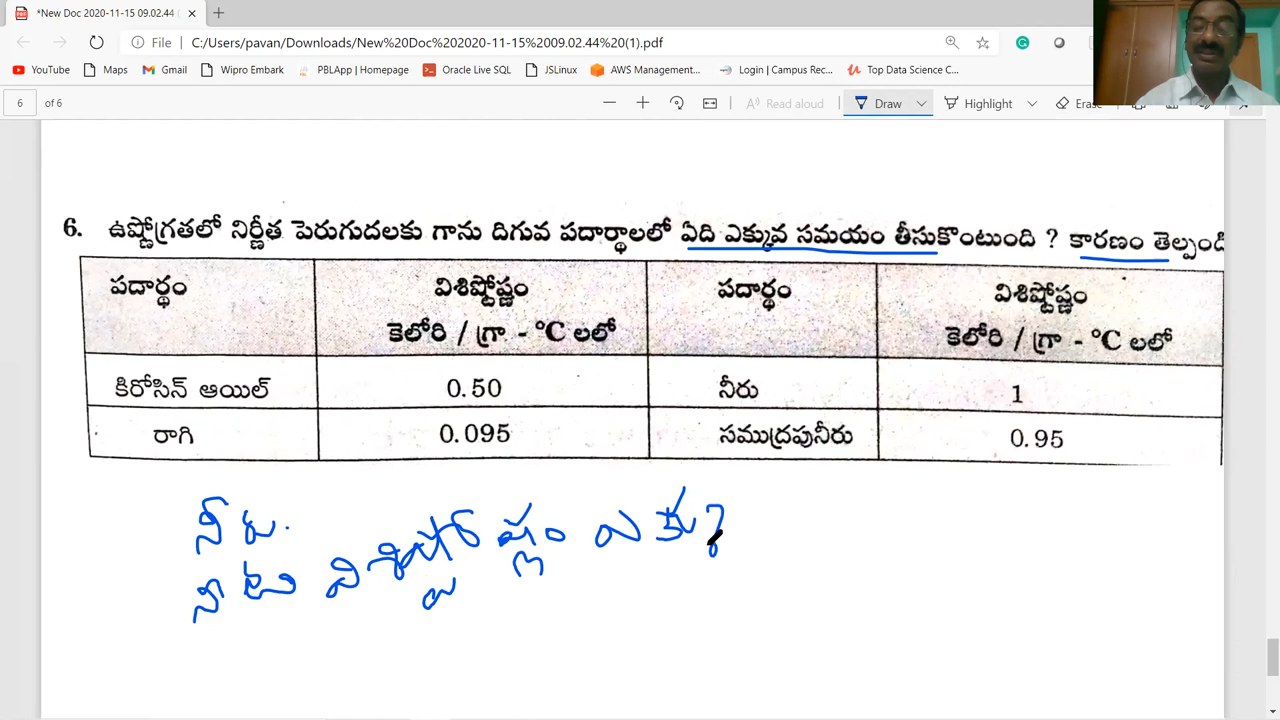 *New Doc 2020-11-15 09.02.44
File C:/Users/pavan/Downloads/New%20Doc%202020-11-15%2009.02.44%20(1).pdf
YouTube Maps Gmail Wipro Embark PBLApp | Homepage Oracle Live SQL JSLinux AWS Management... Login | Campus Rec... Top Data Science C...
6 of 6 Read aloud Draw Highlight Erase
6. ఉష్ణోగ్రతలో నిర్ణీత పెరుగుదలకు గాను దిగువ పదార్థాలలో ఏది ఎక్కువ సమయం తీసుకొంటుంది ? కారణం తెల్పండి
పదార్థం విశిష్టోష్ణం పదార్థం విశిష్టోష్ణం
కెలోరి / గ్రా - °C లలో కెలోరి / గ్రా - °C లలో
కిరోసిన్ ఆయిల్ 0.50 నీరు 1
రాగి 0.095 సముద్రపునీరు 0.95
నీరు.
నీటి విశిష్టోష్ణం